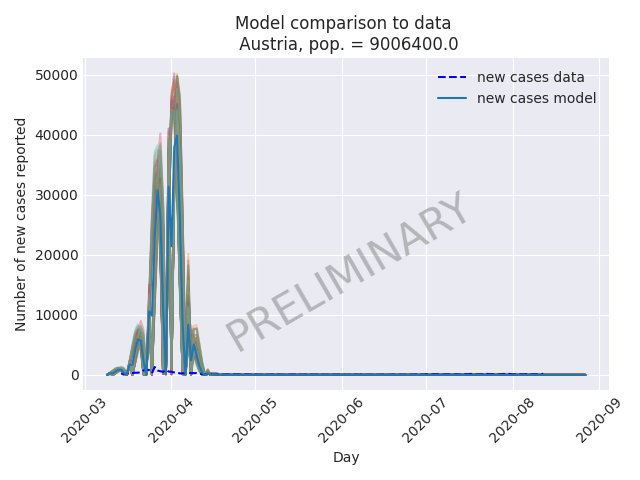 Model comparison to data
Austria, pop. = 9006400.0
new cases data
new cases model
50000
40000
30000
20000
10000
0
Number of new cases reported
PRELIMINARY
2020-03
2020-04
2020-05
2020-06
2020-07
2020-08
2020-09
Day